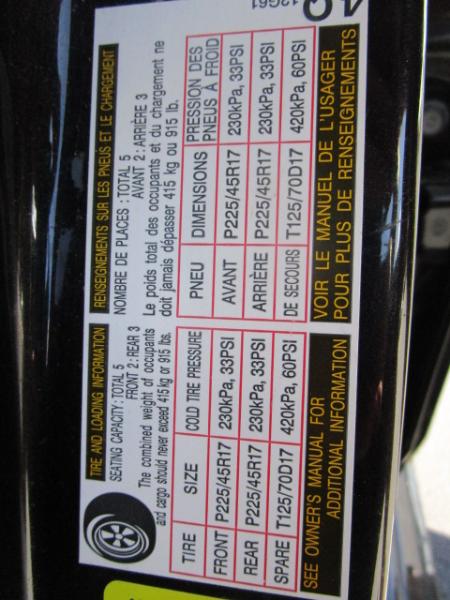 TIRE AND LOADING INFORMATION
SEATING CAPACITY: TOTAL 5
FRONT 2: REAR 3
The combined weight of occupants
and cargo should never exceed 415 kg or 915 lbs.
TIRE SIZE COLD TIRE PRESSURE
FRONT P225/45R17 230kPa, 33PSI
REAR P225/45R17 230kPa, 33PSI
SPARE T125/70D17 420kPa, 60PSI
SEE OWNER'S MANUAL FOR
ADDITIONAL INFORMATION
RENSEIGNEMENTS SUR LES PNEUS ET LE CHARGEMENT
NOMBRE DE PLACES : TOTAL 5
AVANT 2 : ARRIÈRE 3
Le poids total des occupants et du chargement ne
doit jamais dépasser 415 kg ou 915 lb.
PNEU DIMENSIONS PRESSION DES
PNEUS À FROID
AVANT P225/45R17 230kPa, 33PSI
ARRIÈRE P225/45R17 230kPa, 33PSI
DE SECOURS T125/70D17 420kPa, 60PSI
VOIR LE MANUEL DE L'USAGER
POUR PLUS DE RENSEIGNEMENTS
12G61